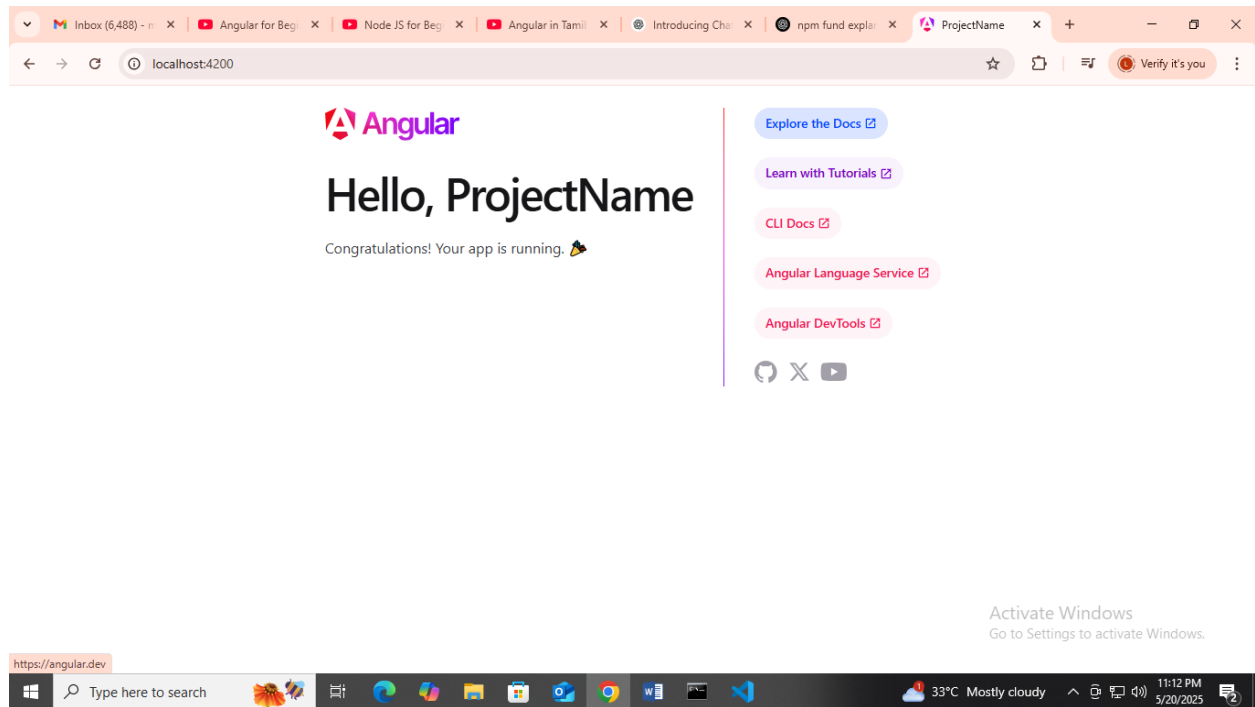 Inbox (6,488) - m
Angular for Begi
Node JS for Beg
Angular in Tamil
Introducing Cha
npm fund explan
ProjectName
localhost:4200
Verify it's you
Angular
Hello, ProjectName
Congratulations! Your app is running. 🎉
Explore the Docs
Learn with Tutorials
CLI Docs
Angular Language Service
Angular DevTools
Activate Windows
Go to Settings to activate Windows.
https://angular.dev
Type here to search
33°C Mostly cloudy
11:12 PM
5/20/2025